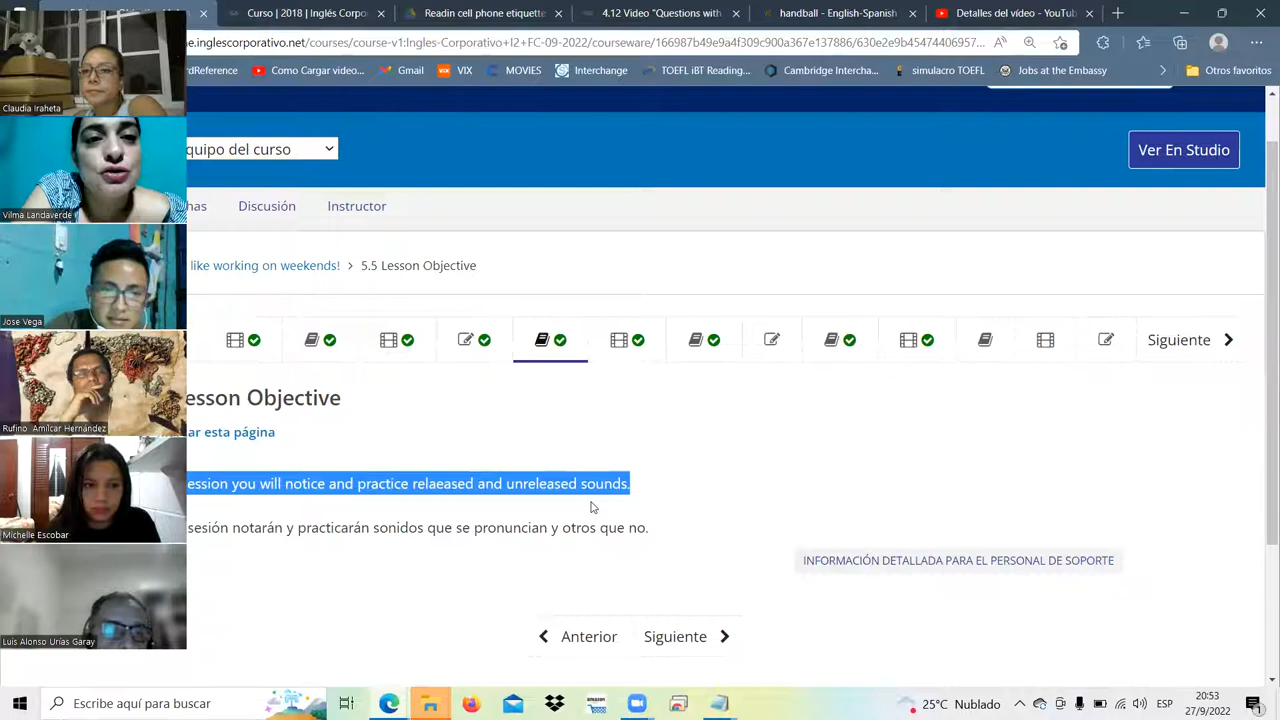 Curso | 2018 | Inglés Corpo
Readin cell phone etiquette
4.12 Video "Questions with
handball - English-Spanish
Detalles del vídeo - YouTub
ne.inglescorporativo.net/courses/course-v1:Ingles-Corporativo+I2+FC-09-2022/courseware/166987b49e9a4f309c900a367e137886/630e2e9b45474406957...
rdReference
Como Cargar video...
Gmail
VIX
MOVIES
Interchange
TOEFL iBT Reading...
Cambridge Intercha...
simulacro TOEFL
Jobs at the Embassy
Otros favoritos
Claudia Iraheta
quipo del curso
Ver En Studio
Vilma Landaverde
has
Discusión
Instructor
like working on weekends! > 5.5 Lesson Objective
Jose Vega
Siguiente
esson Objective
Rufino Amílcar Hernández
ar esta página
ession you will notice and practice relaeased and unreleased sounds.
sesión notarán y practicarán sonidos que se pronuncian y otros que no.
Michelle Escobar
INFORMACIÓN DETALLADA PARA EL PERSONAL DE SOPORTE
Anterior
Siguiente
Luis Alonso Urías Garay
Escribe aquí para buscar
25°C Nublado
ESP
20:53
27/9/2022
1